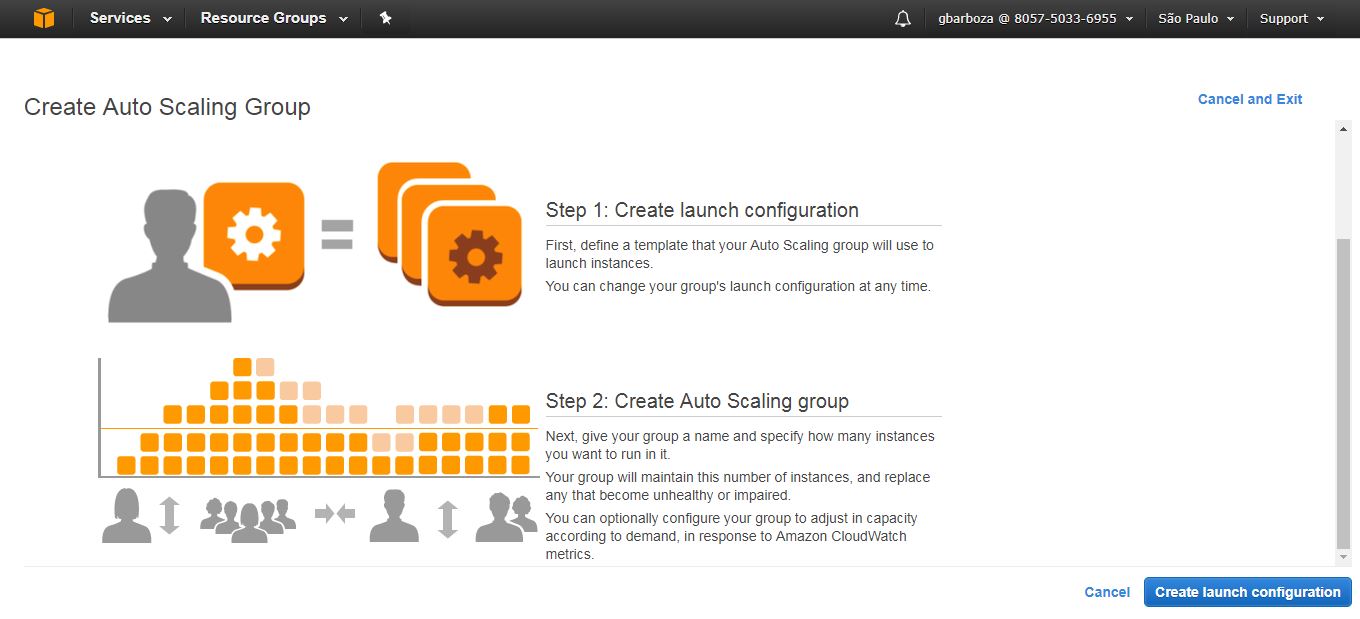 Services Resource Groups gbarboza @ 8057-5033-6955 São Paulo Support
Cancel and Exit
Create Auto Scaling Group
Step 1: Create launch configuration
First, define a template that your Auto Scaling group will use to
launch instances.
You can change your group's launch configuration at any time.
Step 2: Create Auto Scaling group
Next, give your group a name and specify how many instances
you want to run in it.
Your group will maintain this number of instances, and replace
any that become unhealthy or impaired.
You can optionally configure your group to adjust in capacity
according to demand, in response to Amazon CloudWatch
metrics.
Cancel Create launch configuration